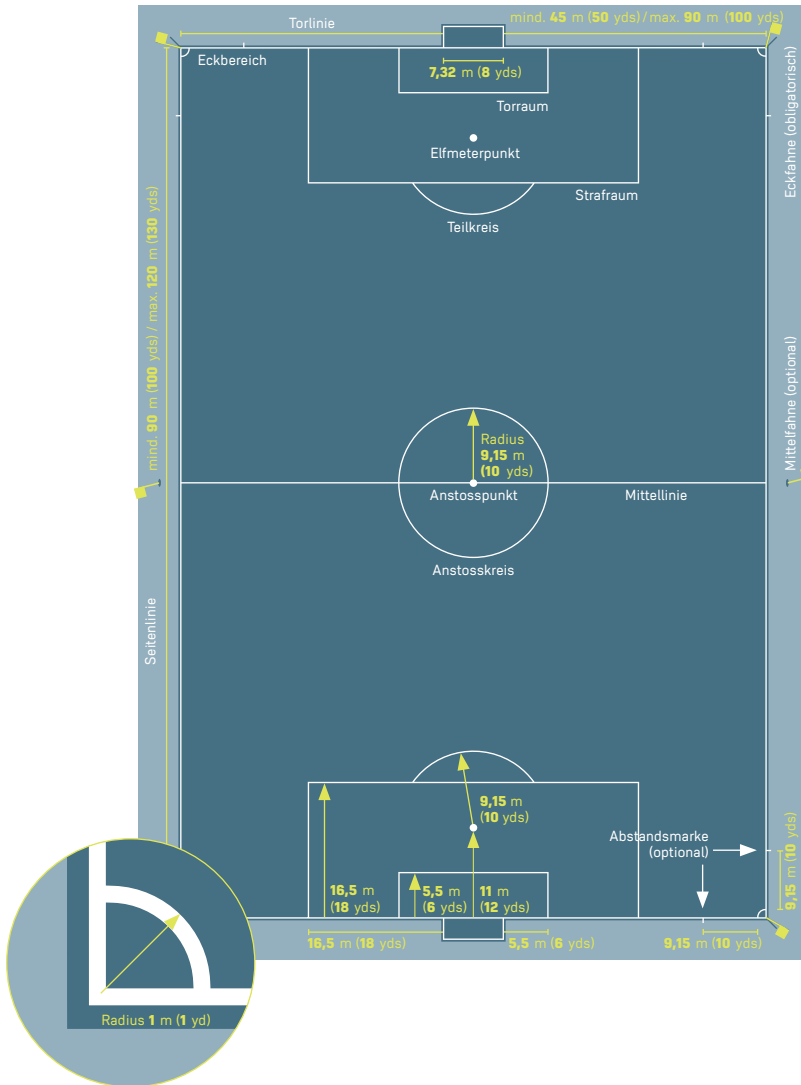 Torlinie
mind. 45 m (50 yds) / max. 90 m (100 yds)
Eckbereich
7,32 m (8 yds)
Torraum
Elfmeterpunkt
Strafraum
Teilkreis
Eckfahne (obligatorisch)
mind. 90 m (100 yds) / max. 120 m (130 yds)
Mittelfahne (optional)
Radius
9,15 m
(10 yds)
Anstosspunkt
Mittellinie
Anstosskreis
Seitenlinie
9,15 m
(10 yds)
Abstandsmarke
(optional)
9,15 m (10 yds)
16,5 m
(18 yds)
5,5 m
(6 yds)
11 m
(12 yds)
16,5 m (18 yds)
5,5 m (6 yds)
9,15 m (10 yds)
Radius 1 m (1 yd)